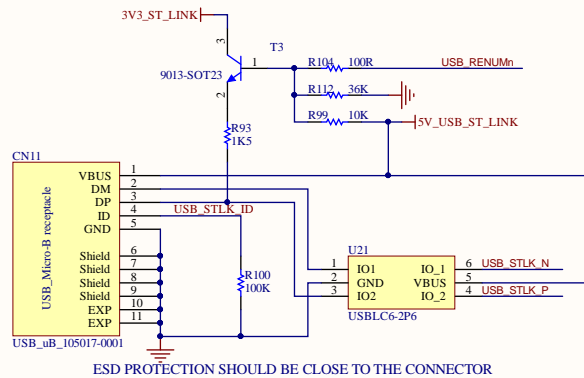 3V3_ST_LINK
3
T3
9013-SOT23
1
2
R104 100R USB_RENUMn
R112 36K
R99 10K
5V_USB_ST_LINK
R93
1K5
CN11
USB_Micro-B receptacle
VBUS 1
DM 2
DP 3
ID 4
GND 5
Shield 6
Shield 7
Shield 8
Shield 9
EXP 10
EXP 11
USB_uB_105017-0001
USB_STLK_ID
R100
100K
U21
1 IO1 IO_1 6 USB_STLK_N
2 GND VBUS 5
3 IO2 IO_2 4 USB_STLK_P
USBLC6-2P6
ESD PROTECTION SHOULD BE CLOSE TO THE CONNECTOR